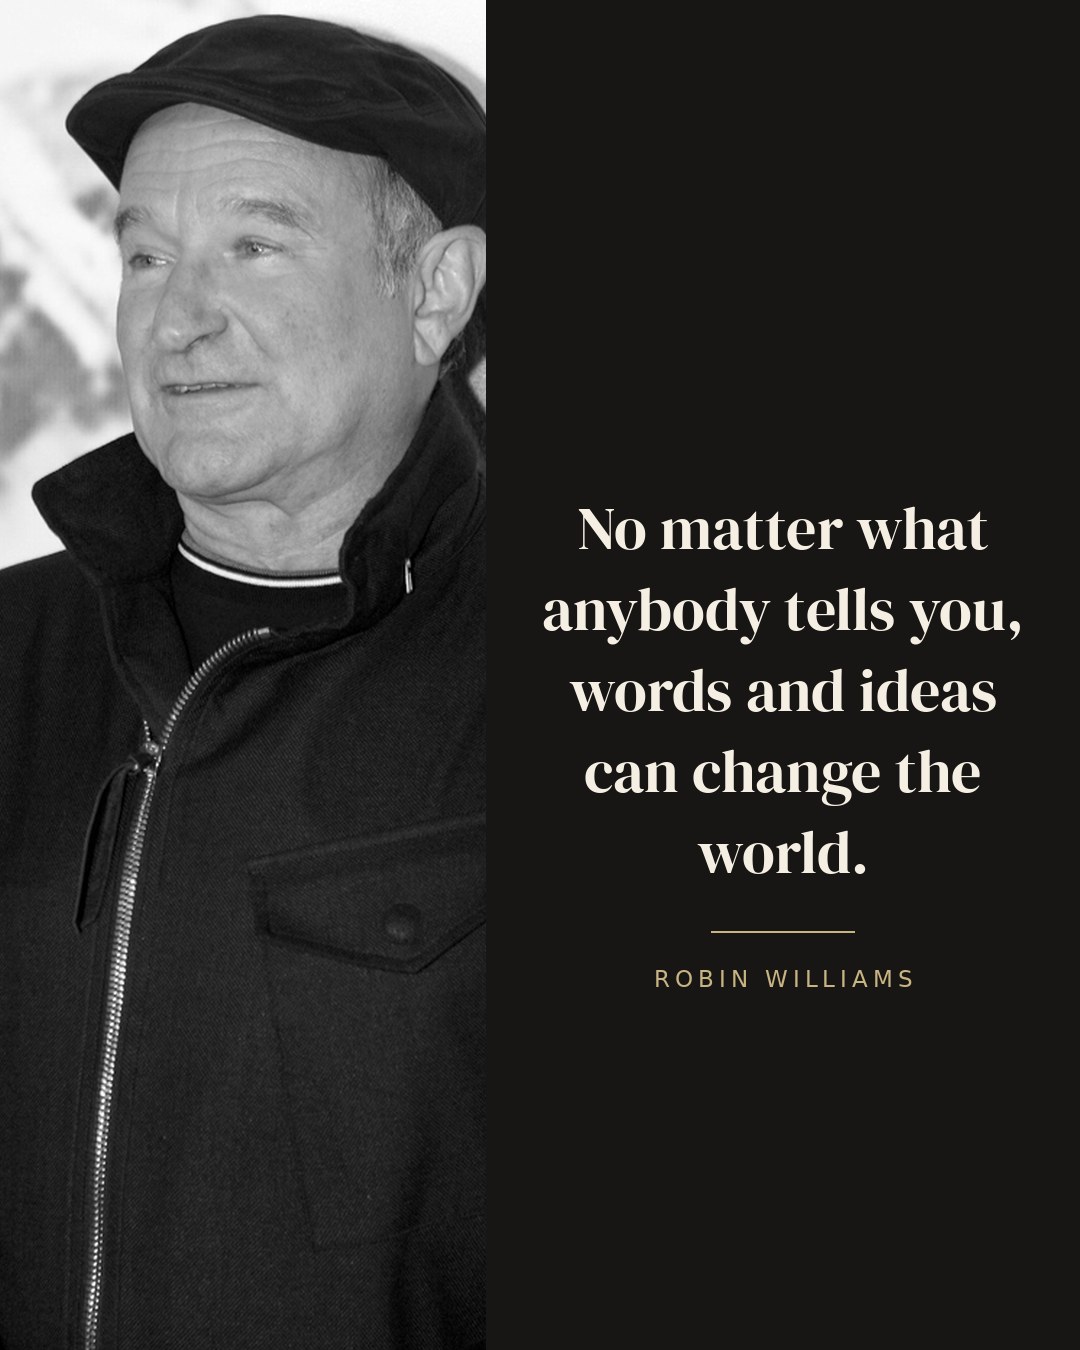 No matter what
anybody tells you,
words and ideas
can change the
world.
ROBIN WILLIAMS